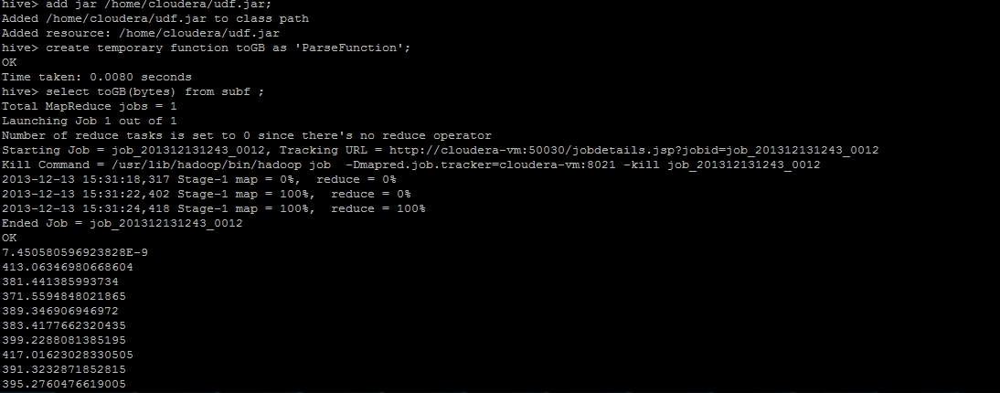 hive> add jar /home/cloudera/udf.jar;
Added /home/cloudera/udf.jar to class path
Added resource: /home/cloudera/udf.jar
hive> create temporary function toGB as 'ParseFunction';
OK
Time taken: 0.0080 seconds
hive> select toGB(bytes) from subf ;
Total MapReduce jobs = 1
Launching Job 1 out of 1
Number of reduce tasks is set to 0 since there's no reduce operator
Starting Job = job_201312131243_0012, Tracking URL = http://cloudera-vm:50030/jobdetails.jsp?jobid=job_201312131243_0012
Kill Command = /usr/lib/hadoop/bin/hadoop job  -Dmapred.job.tracker=cloudera-vm:8021 -kill job_201312131243_0012
2013-12-13 15:31:18,317 Stage-1 map = 0%,  reduce = 0%
2013-12-13 15:31:22,402 Stage-1 map = 100%,  reduce = 0%
2013-12-13 15:31:24,418 Stage-1 map = 100%,  reduce = 100%
Ended Job = job_201312131243_0012
OK
7.450580596923828E-9
413.06346980668604
381.441385993734
371.5594848021865
389.346906946972
383.4177662320435
399.2288081385195
417.01623028330505
391.3232871852815
395.2760476619005